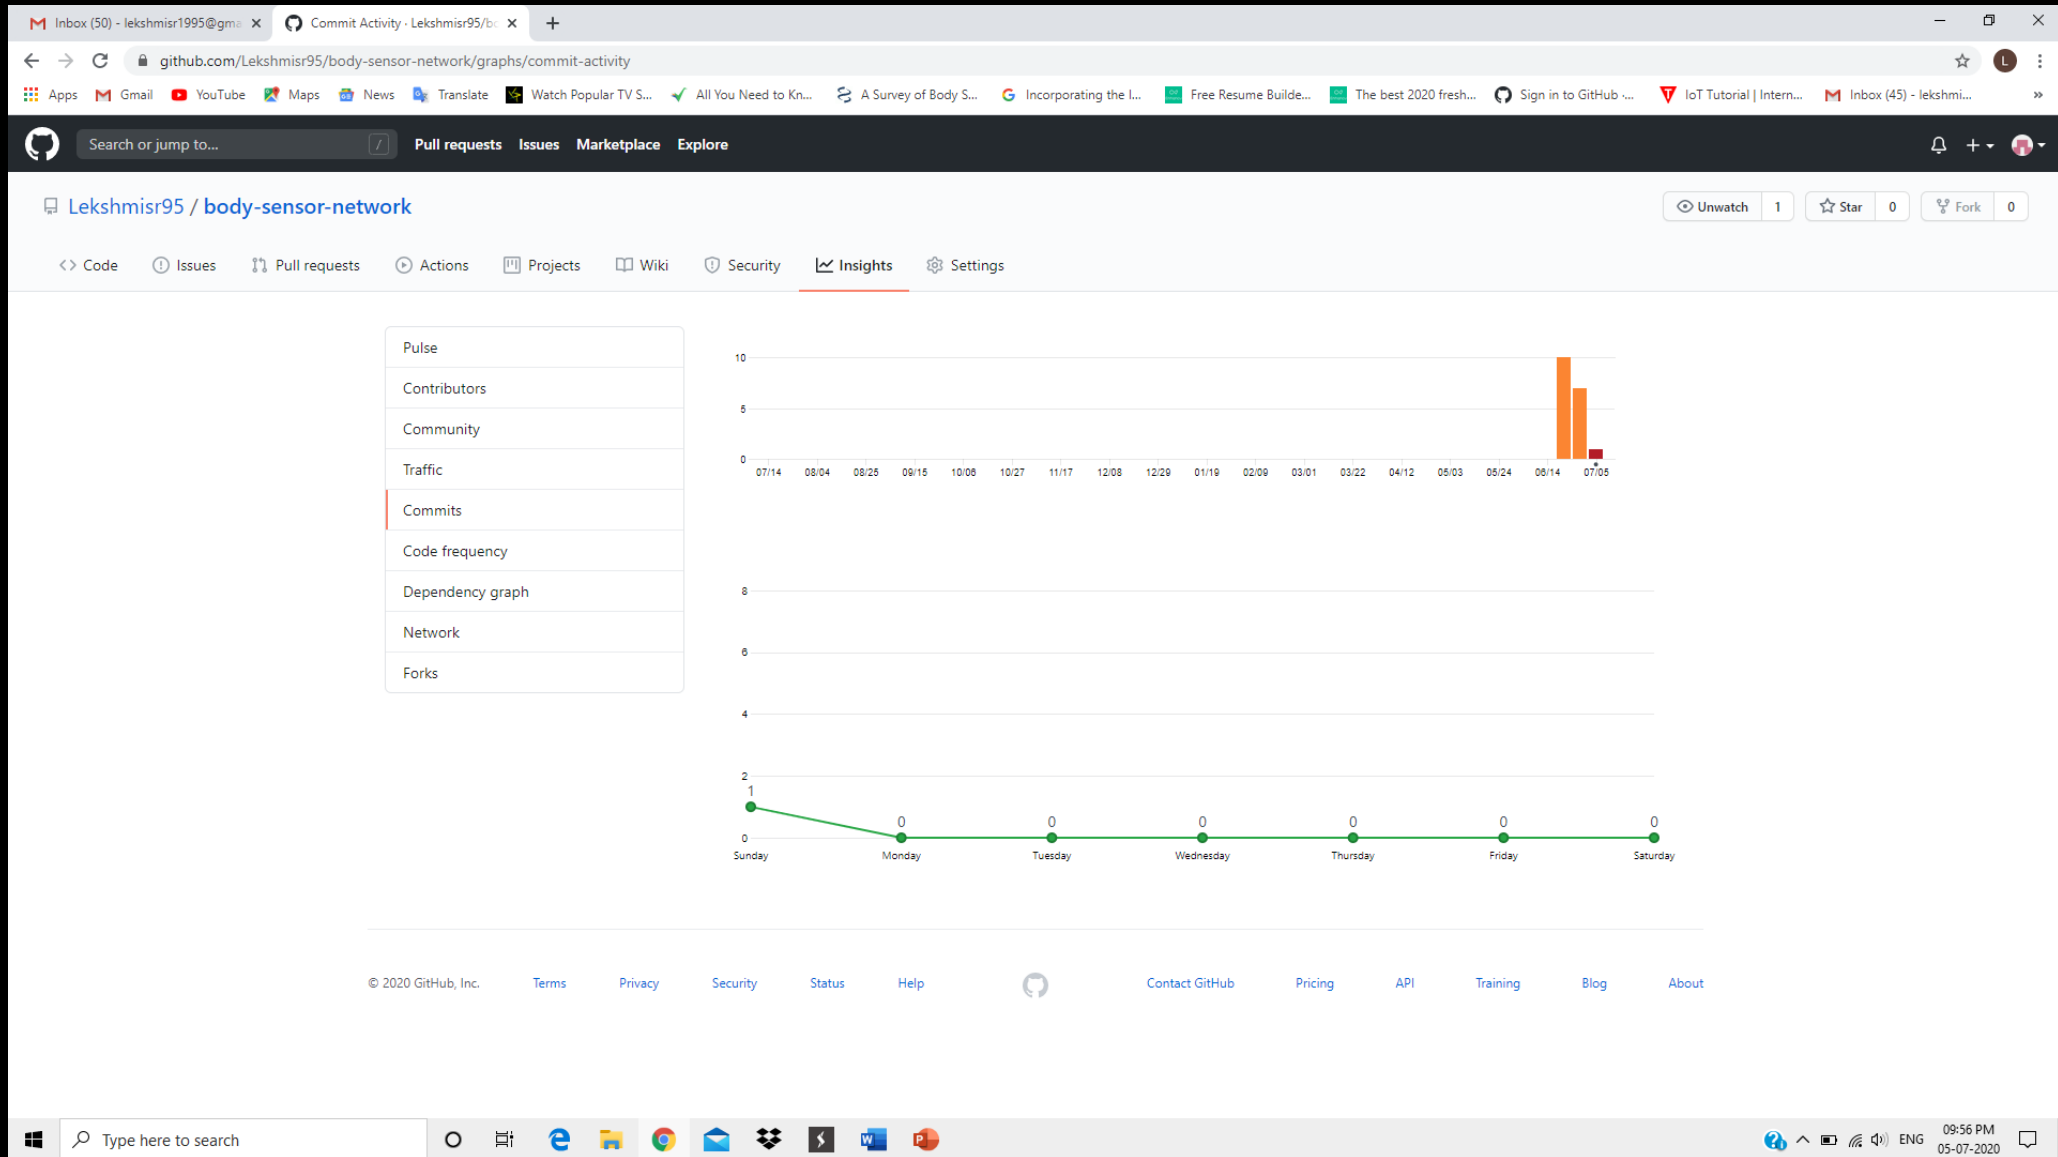 Inbox (50) - lekshmisr1995@gma
Commit Activity · Lekshmisr95/bo
github.com/Lekshmisr95/body-sensor-network/graphs/commit-activity
L
Apps Gmail YouTube Maps News Translate Watch Popular TV S... All You Need to Kn... A Survey of Body S... Incorporating the I... Free Resume Builde... The best 2020 fresh... Sign in to GitHub ·... IoT Tutorial | Intern... Inbox (45) - lekshmi... »
Search or jump to... / Pull requests Issues Marketplace Explore
Lekshmisr95 / body-sensor-network
Unwatch 1 Star 0 Fork 0
Code Issues Pull requests Actions Projects Wiki Security Insights Settings
Pulse
Contributors
Community
Traffic
Commits
Code frequency
Dependency graph
Network
Forks
10
5
0
07/14 08/04 08/25 09/15 10/06 10/27 11/17 12/08 12/29 01/19 02/09 03/01 03/22 04/12 05/03 05/24 06/14 07/05
8
6
4
2
1
0 0 0 0 0 0
0
Sunday Monday Tuesday Wednesday Thursday Friday Saturday
© 2020 GitHub, Inc. Terms Privacy Security Status Help Contact GitHub Pricing API Training Blog About
Type here to search
ENG
09:56 PM
05-07-2020